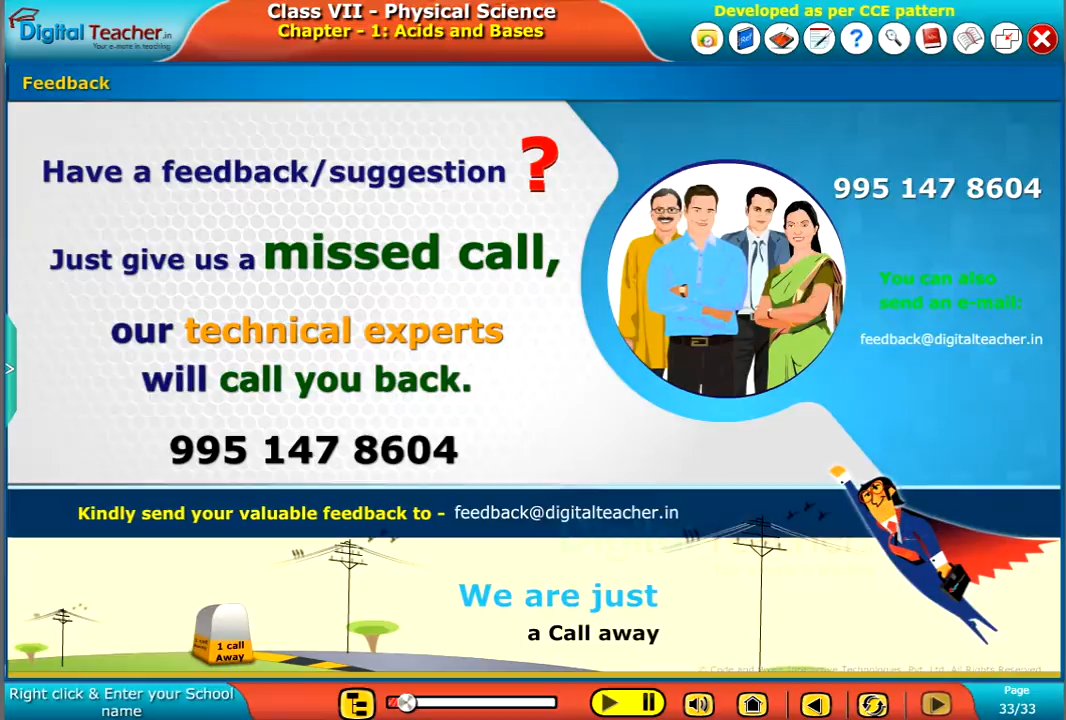 Digital Teacher.in
Your e-mate in teaching
Class VII - Physical Science
Chapter - 1: Acids and Bases
Developed as per CCE pattern
Ref
?
Feedback
Have a feedback/suggestion ?
Just give us a missed call,
our technical experts
will call you back.
995 147 8604
995 147 8604
You can also
send an e-mail:
feedback@digitalteacher.in
Kindly send your valuable feedback to - feedback@digitalteacher.in
We are just
a Call away
1 call
Away
Right click & Enter your School
name
Page
33/33